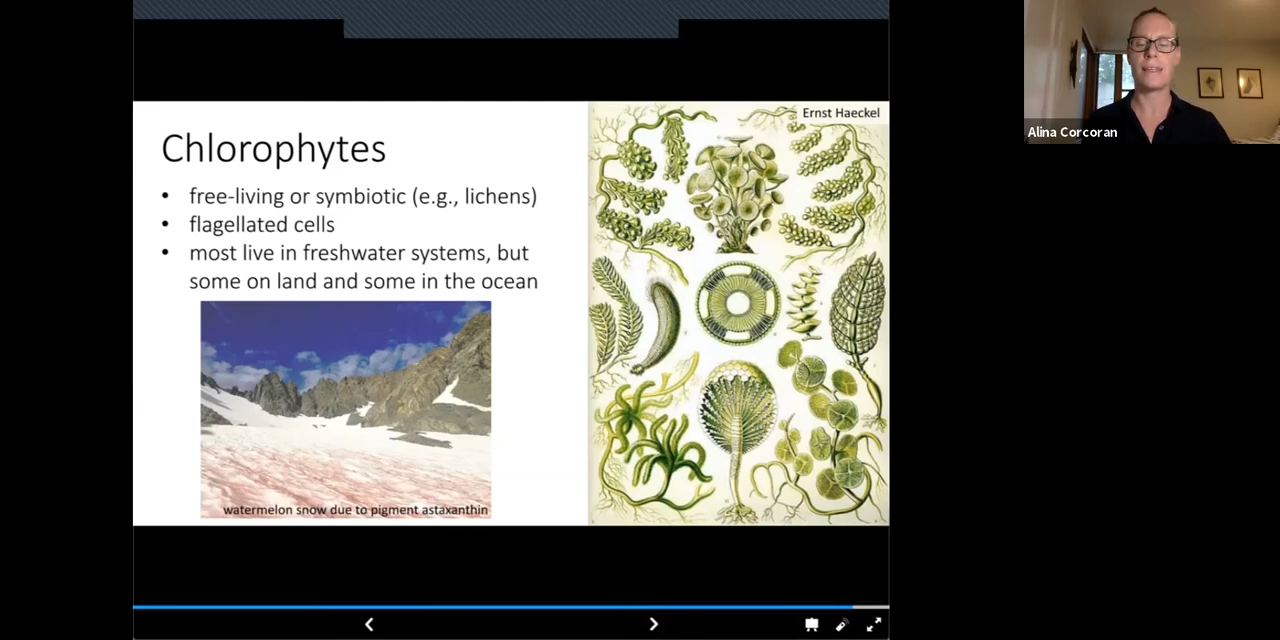 Ernst Haeckel
Chlorophytes
• free-living or symbiotic (e.g., lichens)
• flagellated cells
• most live in freshwater systems, but
some on land and some in the ocean
watermelon snow due to pigment astaxanthin
Alina Corcoran